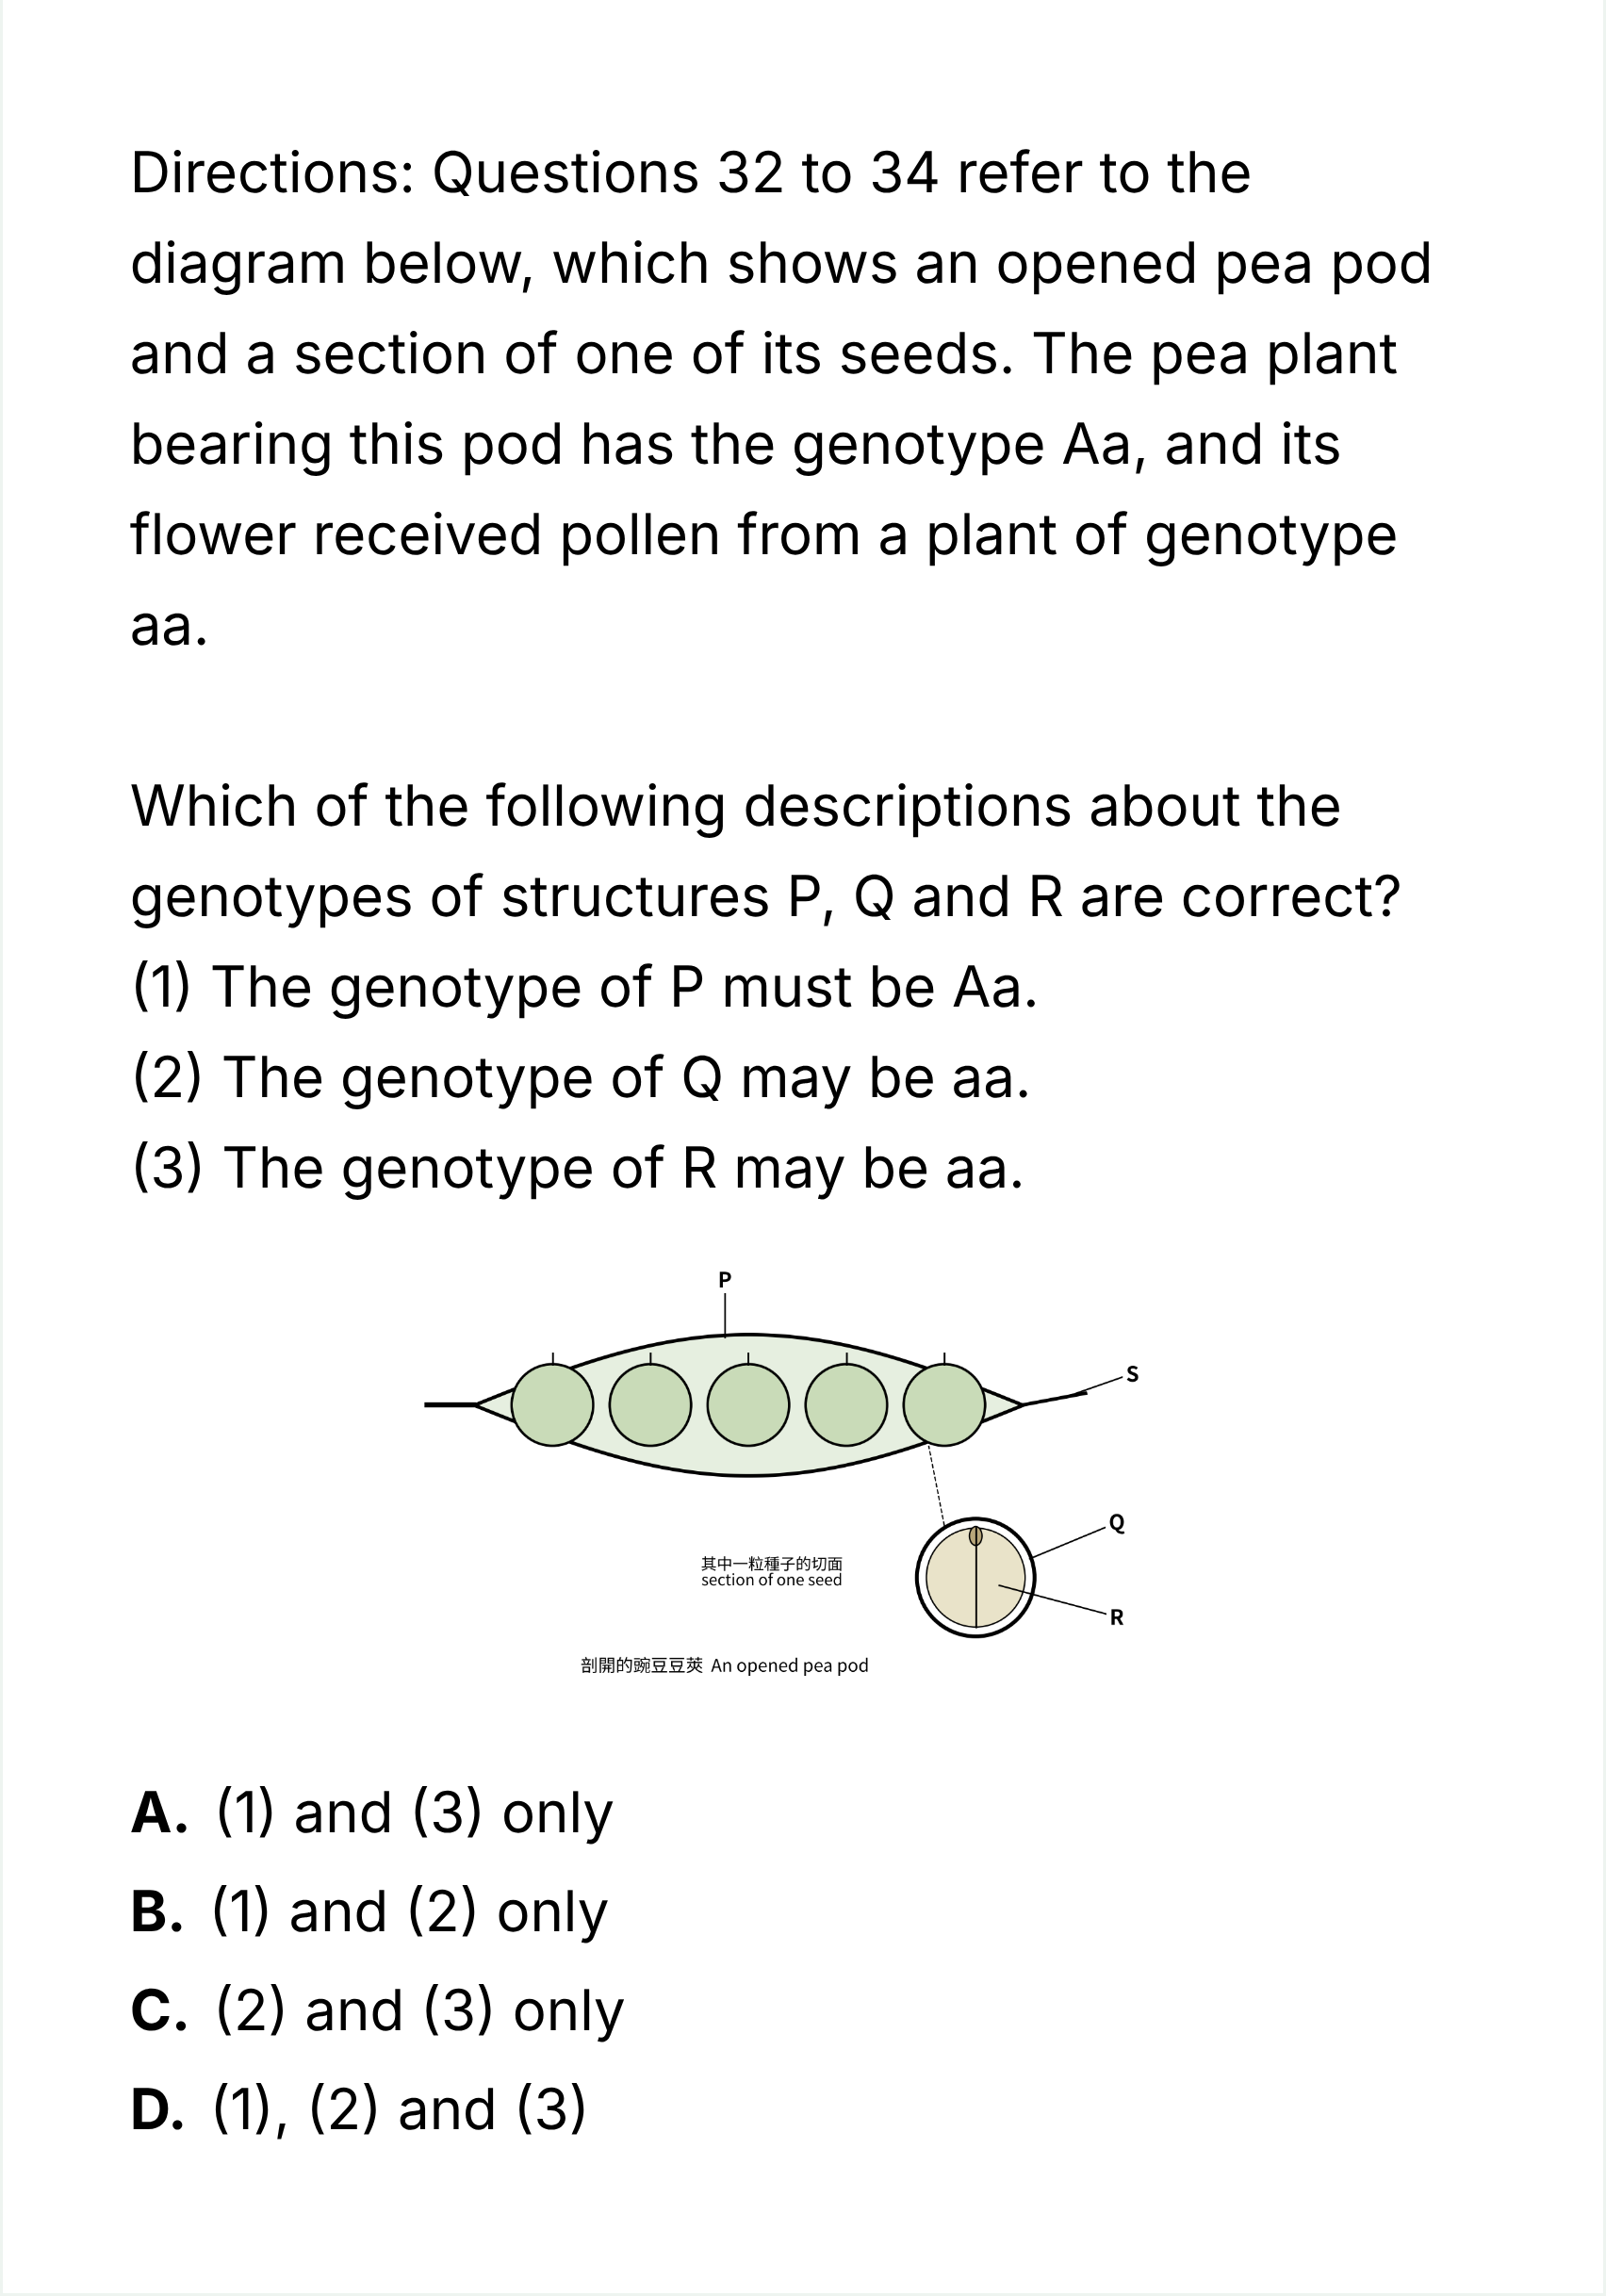 Directions: Questions 32 to 34 refer to the
diagram below, which shows an opened pea pod
and a section of one of its seeds. The pea plant
bearing this pod has the genotype Aa, and its
flower received pollen from a plant of genotype
aa.
Which of the following descriptions about the
genotypes of structures P, Q and R are correct?
(1) The genotype of P must be Aa.
(2) The genotype of Q may be aa.
(3) The genotype of R may be aa.
P
S
Q
其中一粒種子的切面
section of one seed
R
剖開的豌豆豆莢 An opened pea pod
A. (1) and (3) only
B. (1) and (2) only
C. (2) and (3) only
D. (1), (2) and (3)